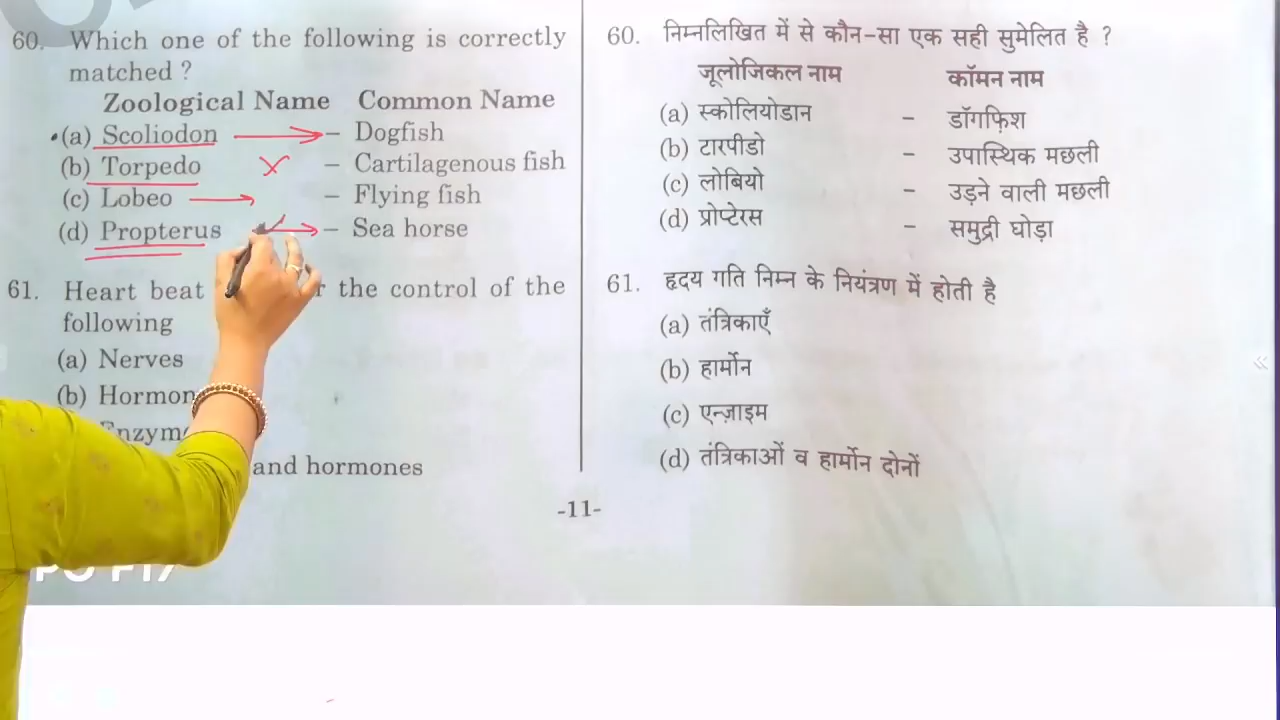 60. Which one of the following is correctly
matched ?
Zoological Name Common Name
(a) Scoliodon – Dogfish
(b) Torpedo – Cartilagenous fish
(c) Lobeo – Flying fish
(d) Propterus – Sea horse
61. Heart beat the control of the
following
(a) Nerves
(b) Hormon
and hormones
60. निम्नलिखित में से कौन-सा एक सही सुमेलित है ?
जूलोजिकल नाम कॉमन नाम
(a) स्कोलियोडान – डॉगफ़िश
(b) टारपीडो – उपास्थिक मछली
(c) लोबियो – उड़ने वाली मछली
(d) प्रोप्टेरस – समुद्री घोड़ा
61. हृदय गति निम्न के नियंत्रण में होती है
(a) तंत्रिकाएँ
(b) हार्मोन
(c) एन्ज़ाइम
(d) तंत्रिकाओं व हार्मोन दोनों
-11-